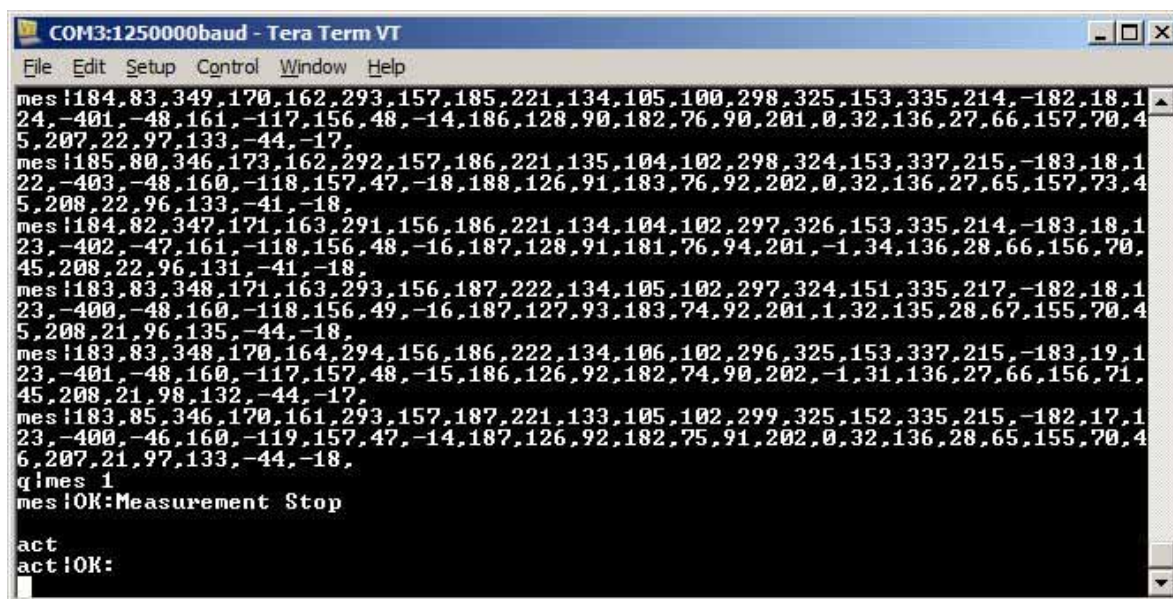 COM3:1250000baud - Tera Term VT
File Edit Setup Control Window Help
mes|184,83,349,170,162,293,157,185,221,134,105,100,298,325,153,335,214,-182,18,1
24,-401,-48,161,-117,156,48,-14,186,128,90,182,76,90,201,0,32,136,27,66,157,70,4
5,207,22,97,133,-44,-17,
mes|185,80,346,173,162,292,157,186,221,135,104,102,298,324,153,337,215,-183,18,1
22,-403,-48,160,-118,157,47,-18,188,126,91,183,76,92,202,0,32,136,27,65,157,73,4
5,208,22,96,133,-41,-18,
mes|184,82,347,171,163,291,156,186,221,134,104,102,297,326,153,335,214,-183,18,1
23,-402,-47,161,-118,156,48,-16,187,128,91,181,76,94,201,-1,34,136,28,66,156,70,
45,208,22,96,131,-41,-18,
mes|183,83,348,171,163,293,156,187,222,134,105,102,297,324,151,335,217,-182,18,1
23,-400,-48,160,-118,156,49,-16,187,127,93,183,74,92,201,1,32,135,28,67,155,70,4
5,208,21,96,135,-44,-18,
mes|183,83,348,170,164,294,156,186,222,134,106,102,296,325,153,337,215,-183,19,1
23,-401,-48,160,-117,157,48,-15,186,126,92,182,74,90,202,-1,31,136,27,66,156,71,
45,208,21,98,132,-44,-17,
mes|183,85,346,170,161,293,157,187,221,133,105,102,299,325,152,335,215,-182,17,1
23,-400,-46,160,-119,157,47,-14,187,126,92,182,75,91,202,0,32,136,28,65,155,70,4
6,207,21,97,133,-44,-18,
q|mes 1
mes|OK:Measurement Stop
act
act|OK: